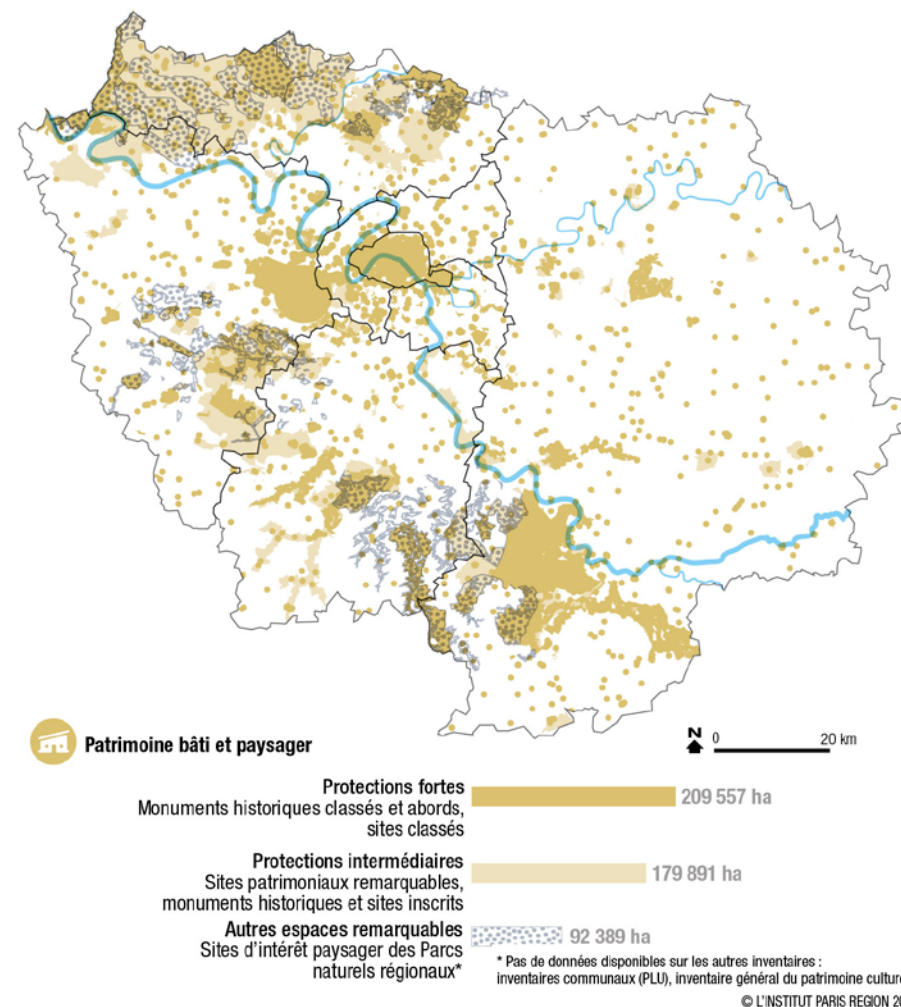 Patrimoine bâti et paysager
N
0 20 km
Protections fortes
Monuments historiques classés et abords,
sites classés
209 557 ha
Protections intermédiaires
Sites patrimoniaux remarquables,
monuments historiques et sites inscrits
179 891 ha
Autres espaces remarquables
Sites d'intérêt paysager des Parcs
naturels régionaux*
92 389 ha
* Pas de données disponibles sur les autres inventaires :
inventaires communaux (PLU), inventaire général du patrimoine culture
© L'INSTITUT PARIS REGION 20